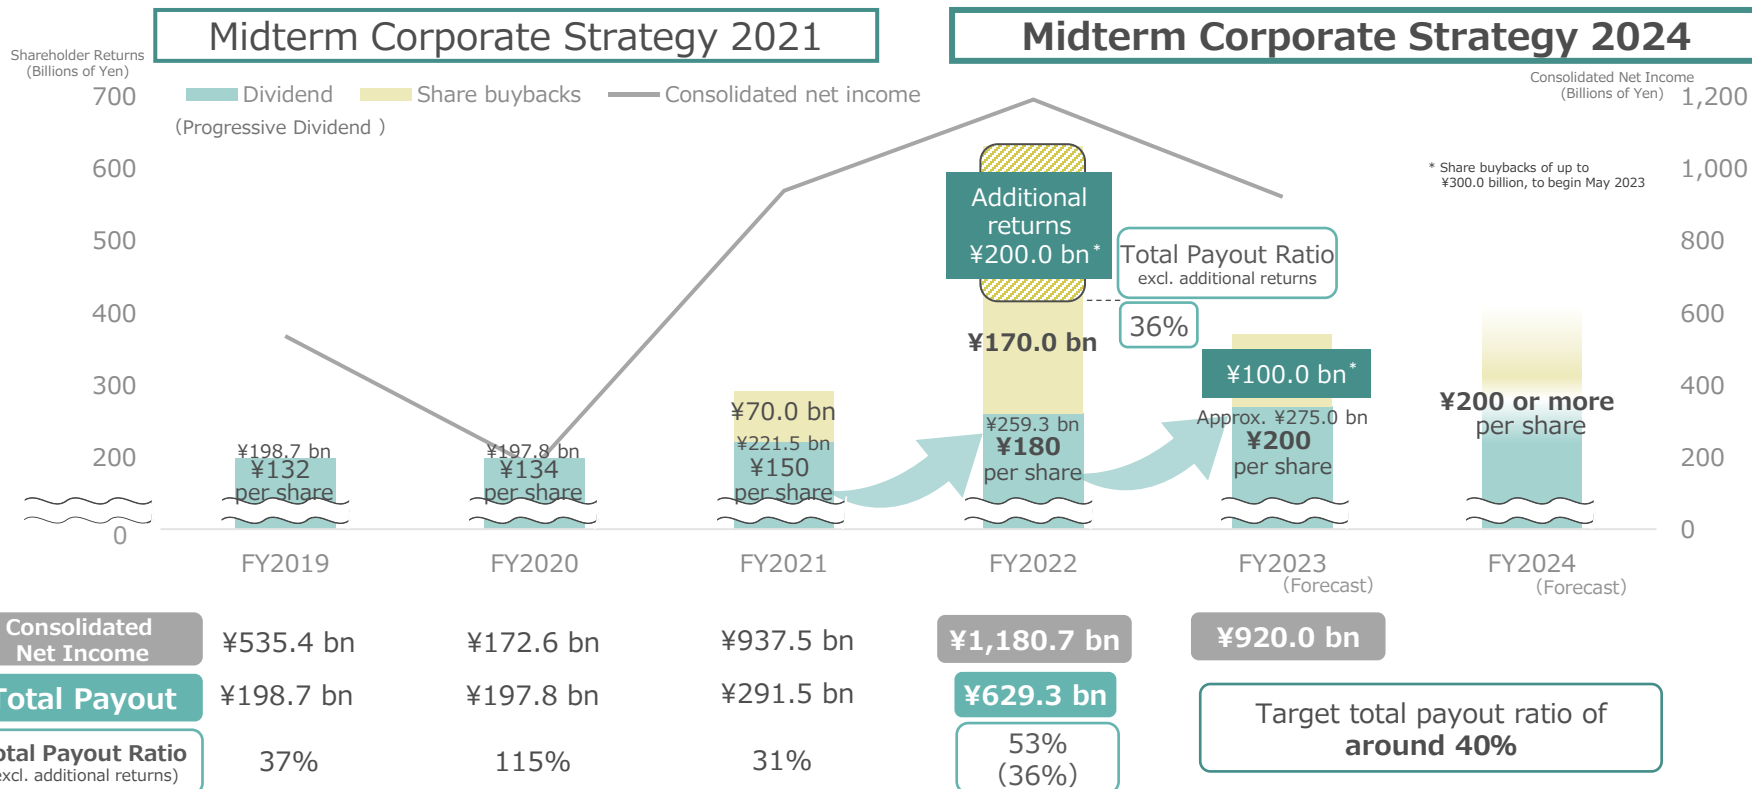 Midterm Corporate Strategy 2021
Midterm Corporate Strategy 2024
Shareholder Returns
(Billions of Yen)
Consolidated Net Income
(Billions of Yen)
Dividend
Share buybacks
Consolidated net income
(Progressive Dividend )
700
600
500
400
300
200
0
1,200
1,000
800
600
400
200
0
* Share buybacks of up to
¥300.0 billion, to begin May 2023
Additional
returns
¥200.0 bn*
Total Payout Ratio
excl. additional returns
36%
¥198.7 bn
¥132
per share
¥197.8 bn
¥134
per share
¥70.0 bn
¥221.5 bn
¥150
per share
¥170.0 bn
¥259.3 bn
¥180
per share
¥100.0 bn*
Approx. ¥275.0 bn
¥200
per share
¥200 or more
per share
FY2019
FY2020
FY2021
FY2022
FY2023
(Forecast)
FY2024
(Forecast)
Consolidated
Net Income
¥535.4 bn
¥172.6 bn
¥937.5 bn
¥1,180.7 bn
¥920.0 bn
Total Payout
¥198.7 bn
¥197.8 bn
¥291.5 bn
¥629.3 bn
Total Payout Ratio
excl. additional returns)
37%
115%
31%
53%
(36%)
Target total payout ratio of
around 40%